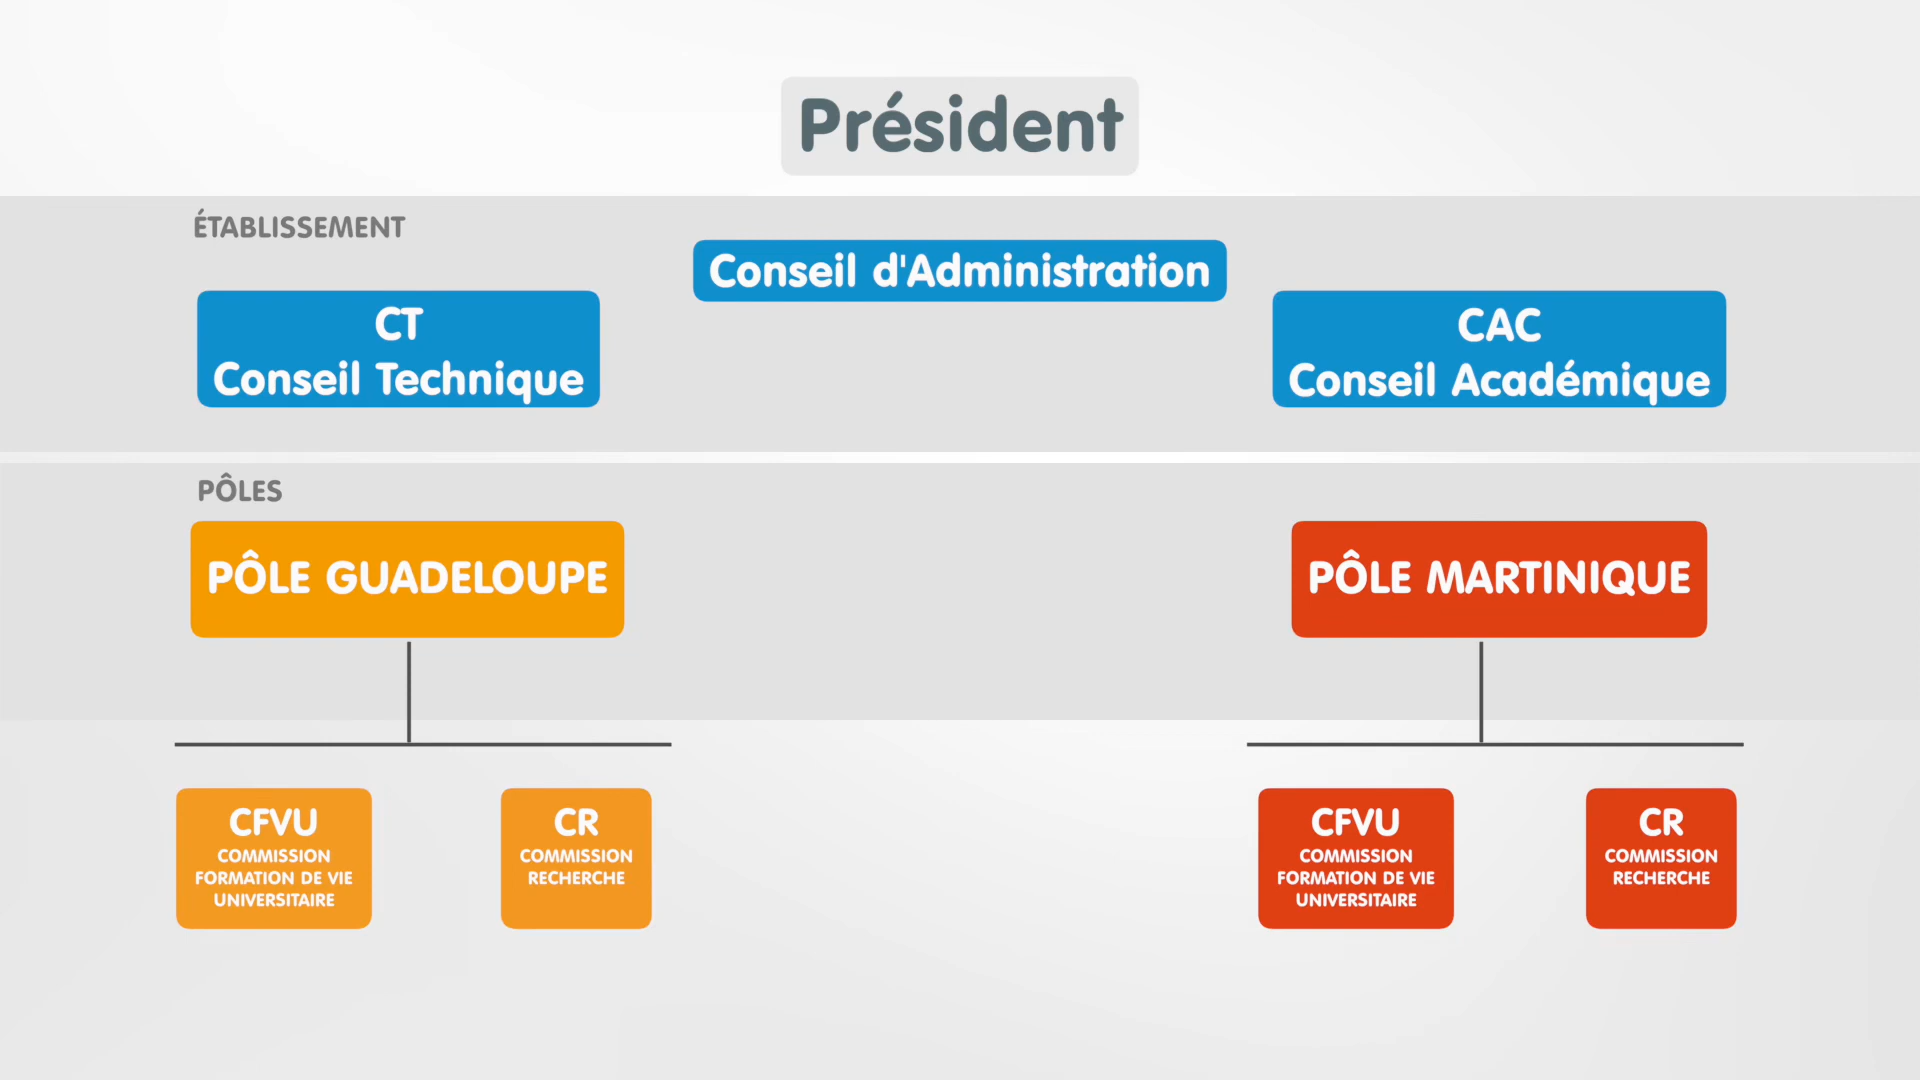 Président
ÉTABLISSEMENT
Conseil d'Administration
CT
Conseil Technique
CAC
Conseil Académique
PÔLES
PÔLE GUADELOUPE
PÔLE MARTINIQUE
CFVU
COMMISSION
FORMATION DE VIE
UNIVERSITAIRE
CR
COMMISSION
RECHERCHE
CFVU
COMMISSION
FORMATION DE VIE
UNIVERSITAIRE
CR
COMMISSION
RECHERCHE